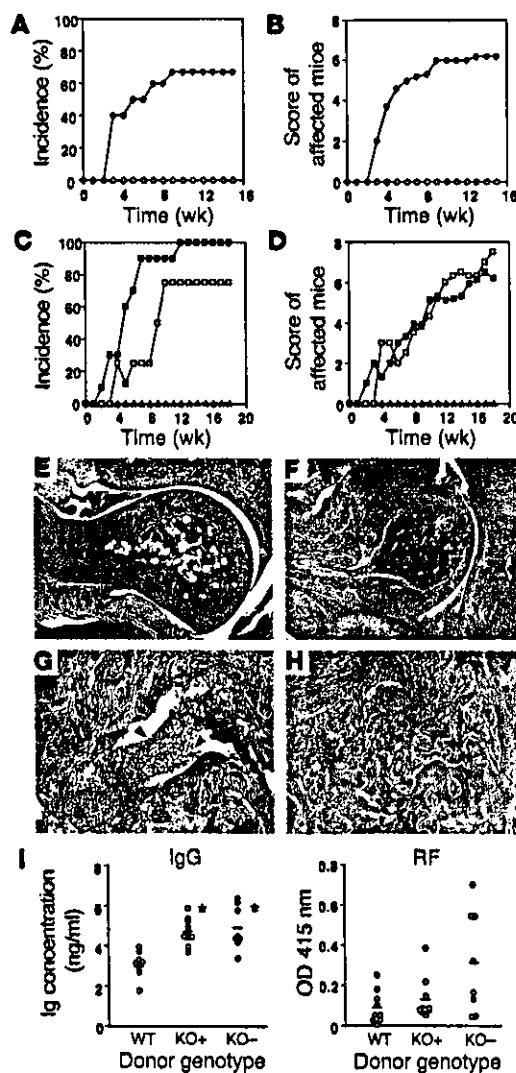 A
Incidence (%)
100
80
60
40
20
0
0 4 8 12 16
Time (wk)
B
Score of
affected mice
8
6
4
2
0
0 4 8 12 16
Time (wk)
C
Incidence (%)
100
80
60
40
20
0
0 4 8 12 16 20
Time (wk)
D
Score of
affected mice
8
6
4
2
0
0 4 8 12 16 20
Time (wk)
E
F
G
H
I
IgG
Ig concentration
(ng/ml)
8
6
4
2
0
WT KO+ KO–
Donor genotype
RF
OD 415 nm
0.8
0.6
0.4
0.2
0
WT KO+ KO–
Donor genotype